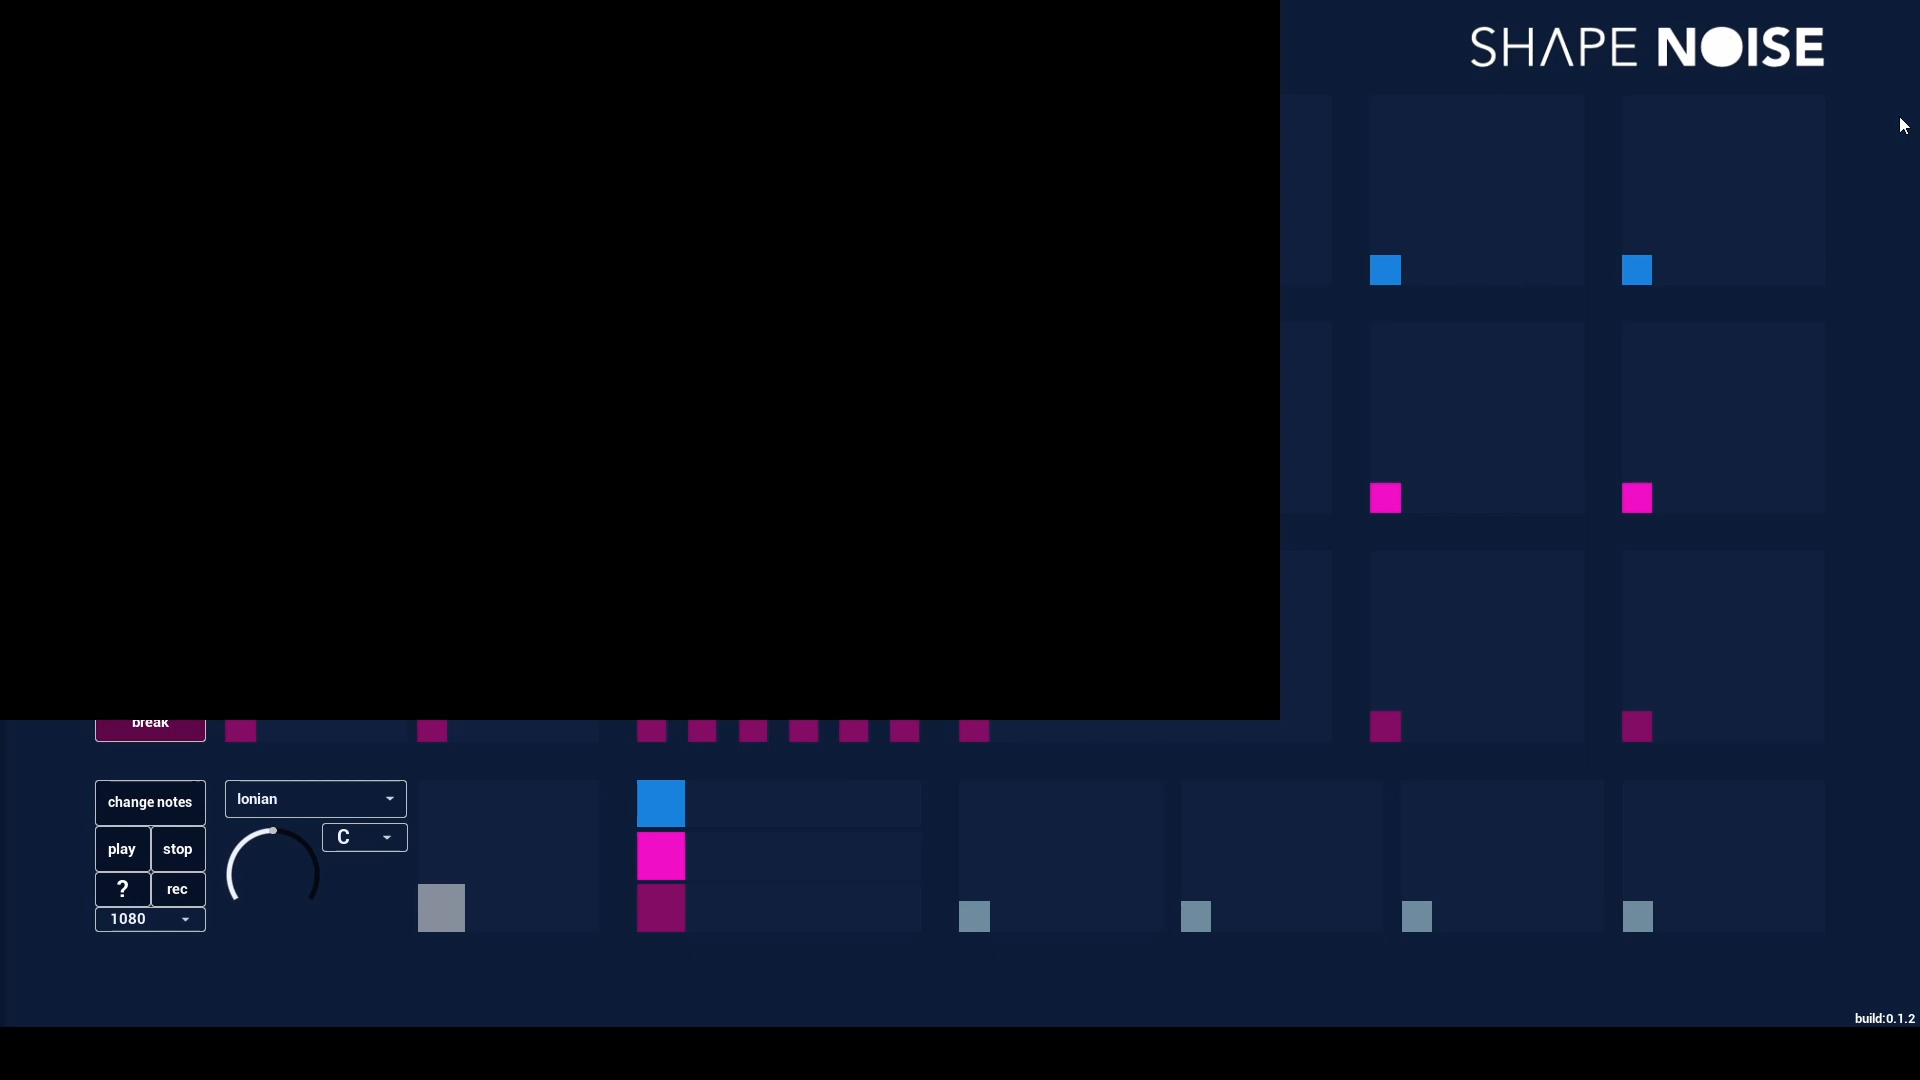 SHAPE NOISE
break
change notes
Ionian
C
play
stop
?
rec
1080
build:0.1.2